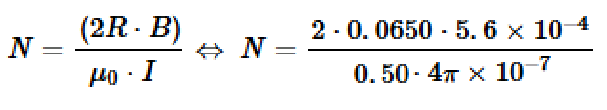 N = (2R · B) / μ₀ · I ⇔ N = 2 · 0.0650 · 5.6 × 10⁻⁴ / 0.50 · 4π × 10⁻⁷